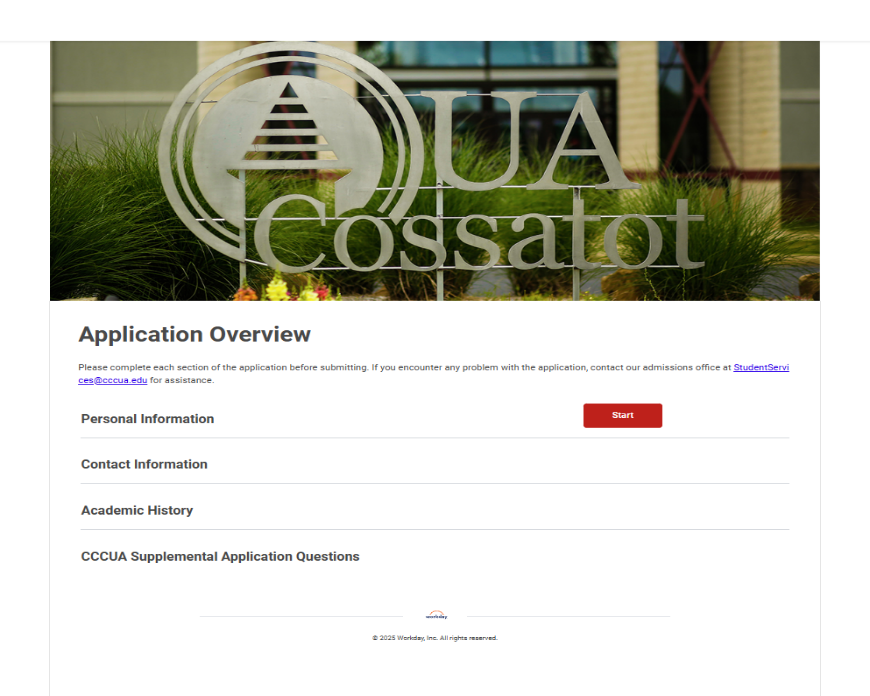 UA
Cossatot
Application Overview
Please complete each section of the application before submitting. If you encounter any problem with the application, contact our admissions office at StudentServi
ces@cccua.edu for assistance.
Personal Information
Start
Contact Information
Academic History
CCCUA Supplemental Application Questions
workday
© 2025 Workday, Inc. All rights reserved.